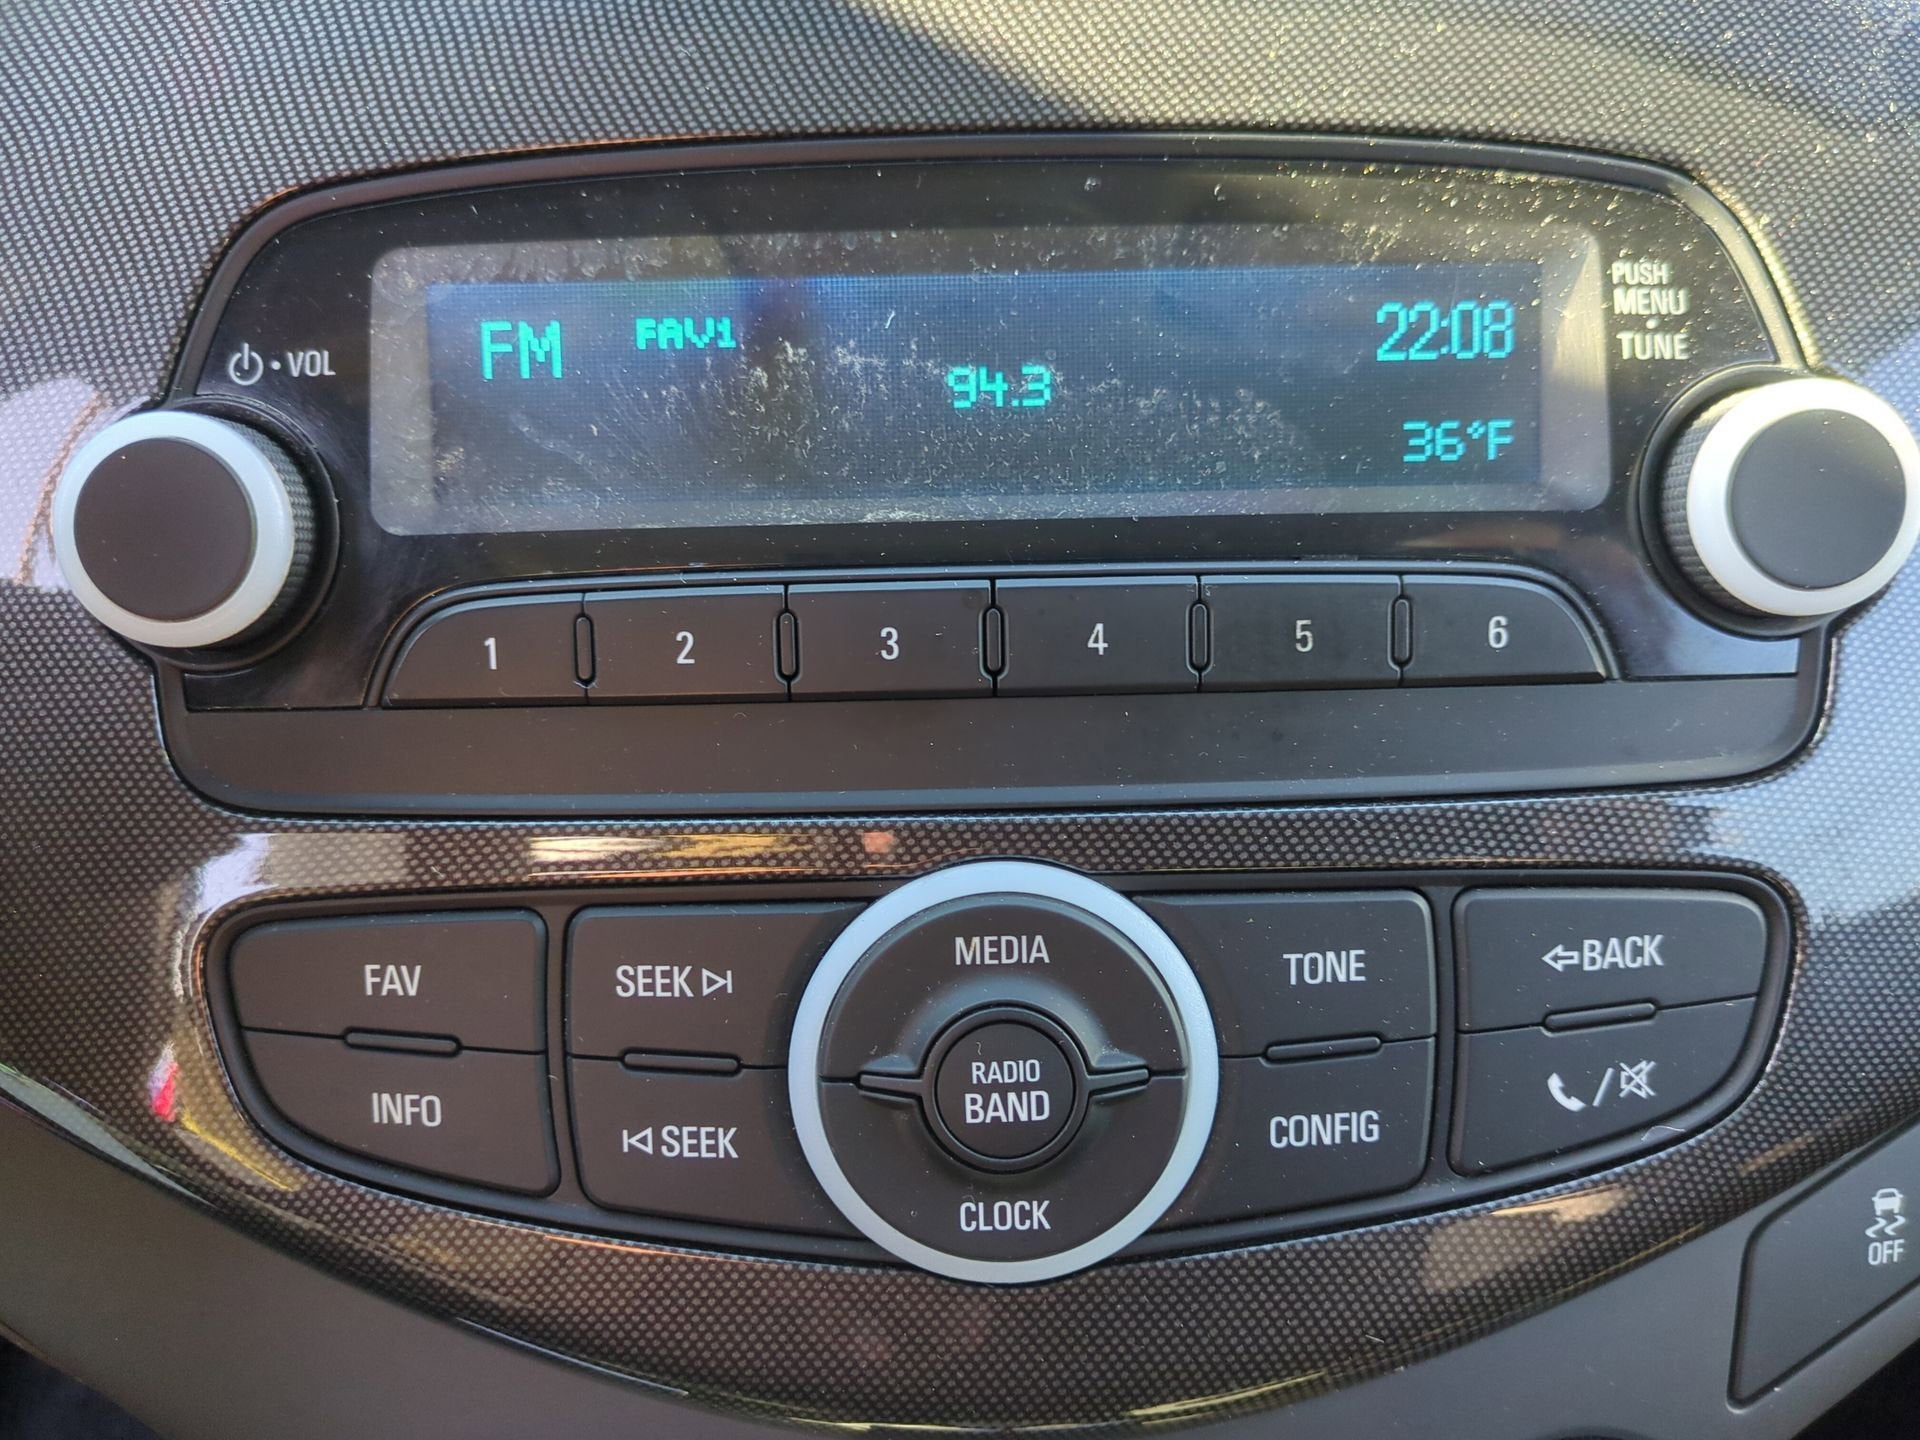 VOL
FM FAV1
94.3
22:08
36°F
PUSH
MENU
TUNE
1 2 3 4 5 6
FAV
INFO
SEEK
SEEK
MEDIA
RADIO
BAND
CLOCK
TONE
CONFIG
BACK
/
OFF